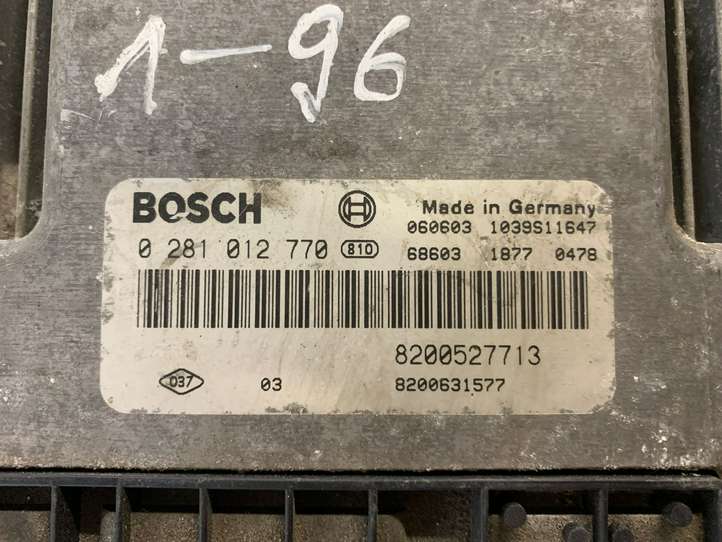 1-96
BOSCH
Made in Germany
060603 1039S11647
0 281 012 770 810
68603 1877 0478
8200527713
037 03 8200631577